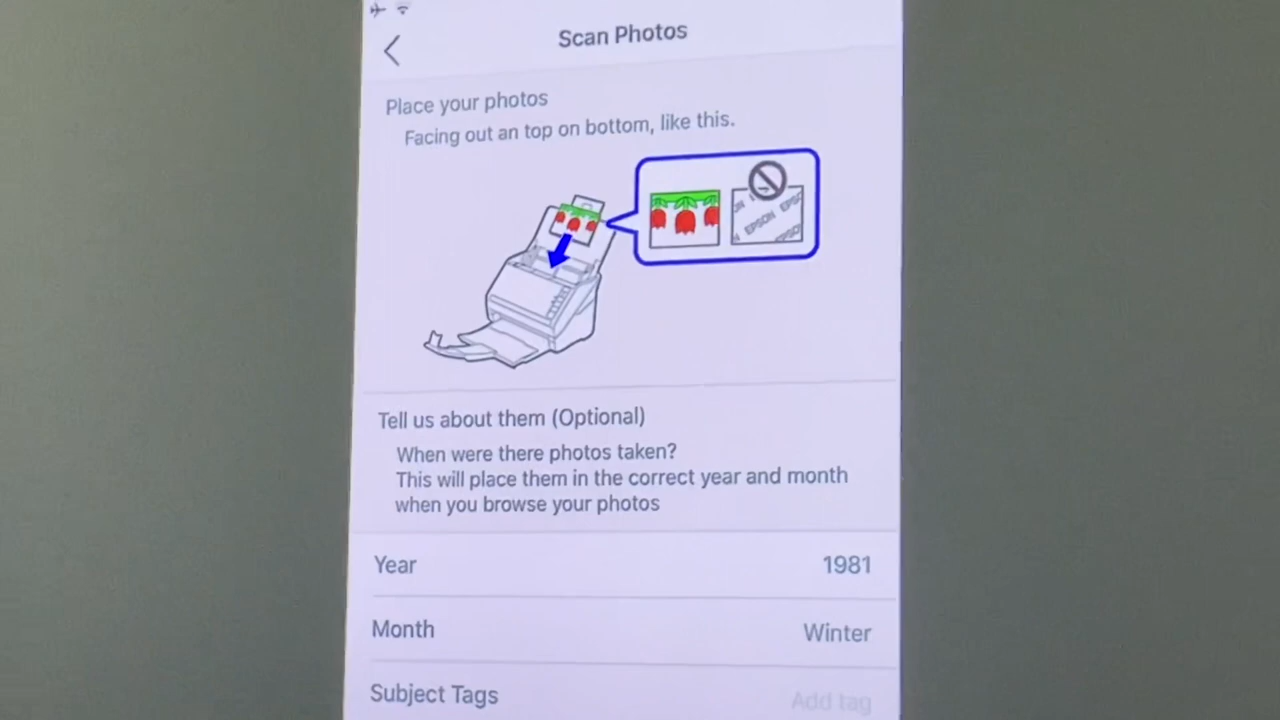 Scan Photos
Place your photos
Facing out an top on bottom, like this.
EPSON
EPSON
Tell us about them (Optional)
When were there photos taken?
This will place them in the correct year and month
when you browse your photos
Year 1981
Month Winter
Subject Tags Add tag